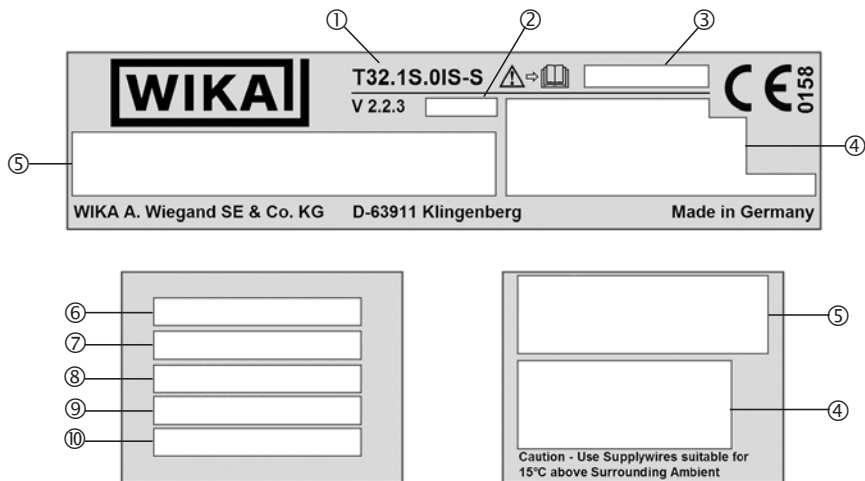 ① ② ③
WIKA
T32.1S.0IS-S
V 2.2.3
0158
④
⑤
WIKA A. Wiegand SE & Co. KG D-63911 Klingenberg Made in Germany
⑥
⑦
⑧
⑨
⑩
⑤
④
Caution - Use Supplywires suitable for
15°C above Surrounding Ambient